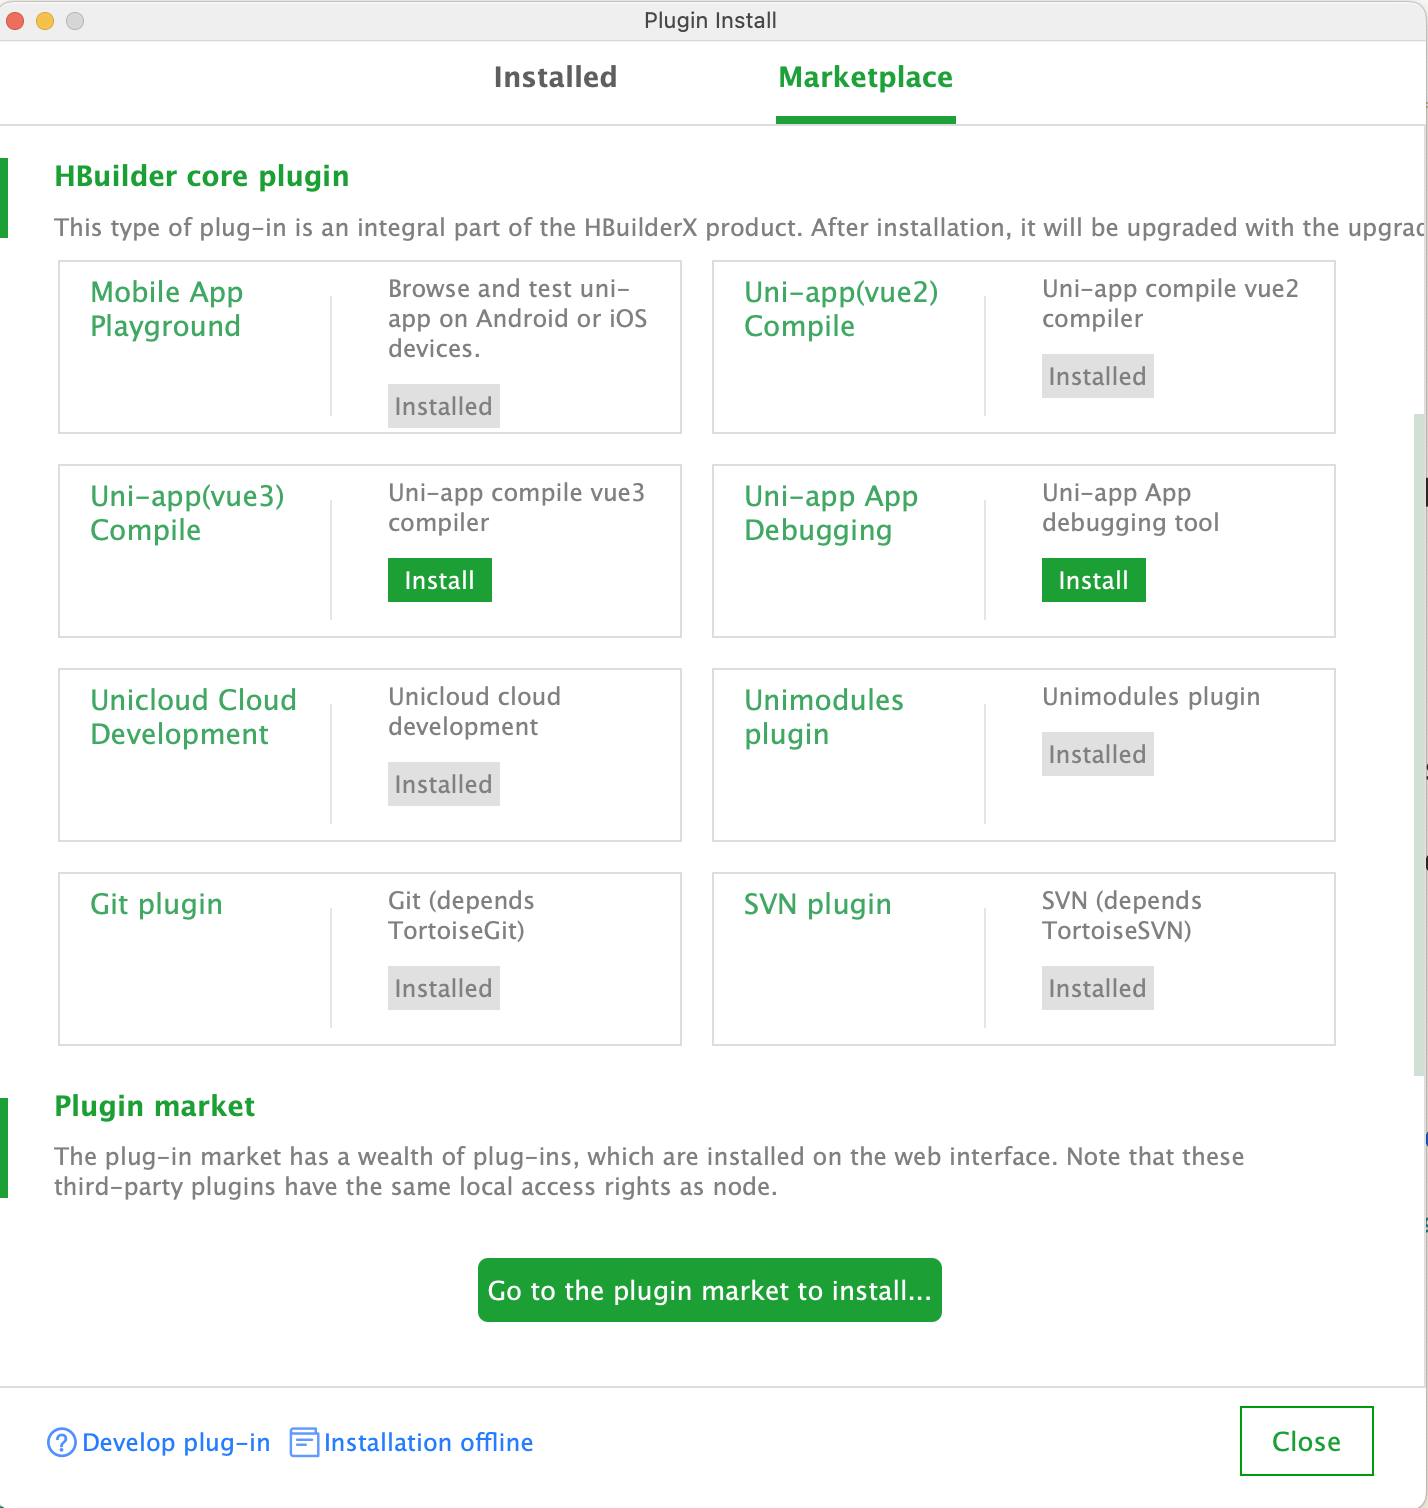 Plugin Install
Installed
Marketplace
HBuilder core plugin
This type of plug-in is an integral part of the HBuilderX product. After installation, it will be upgraded with the
Mobile App
Playground
Browse and test uni-
app on Android or iOS
devices.
Installed
Uni-app(vue2)
Compile
Uni-app compile vue2
compiler
Installed
Uni-app(vue3)
Compile
Uni-app compile vue3
compiler
Install
Uni-app App
Debugging
Uni-app App
debugging tool
Install
Unicloud Cloud
Development
Unicloud cloud
development
Installed
Unimodules
plugin
Unimodules plugin
Installed
Git plugin
Git (depends
TortoiseGit)
Installed
SVN plugin
SVN (depends
TortoiseSVN)
Installed
Plugin market
The plug-in market has a wealth of plug-ins, which are installed on the web interface. Note that these
third-party plugins have the same local access rights as node.
Go to the plugin market to install...
Develop plug-in
Installation offline
Close